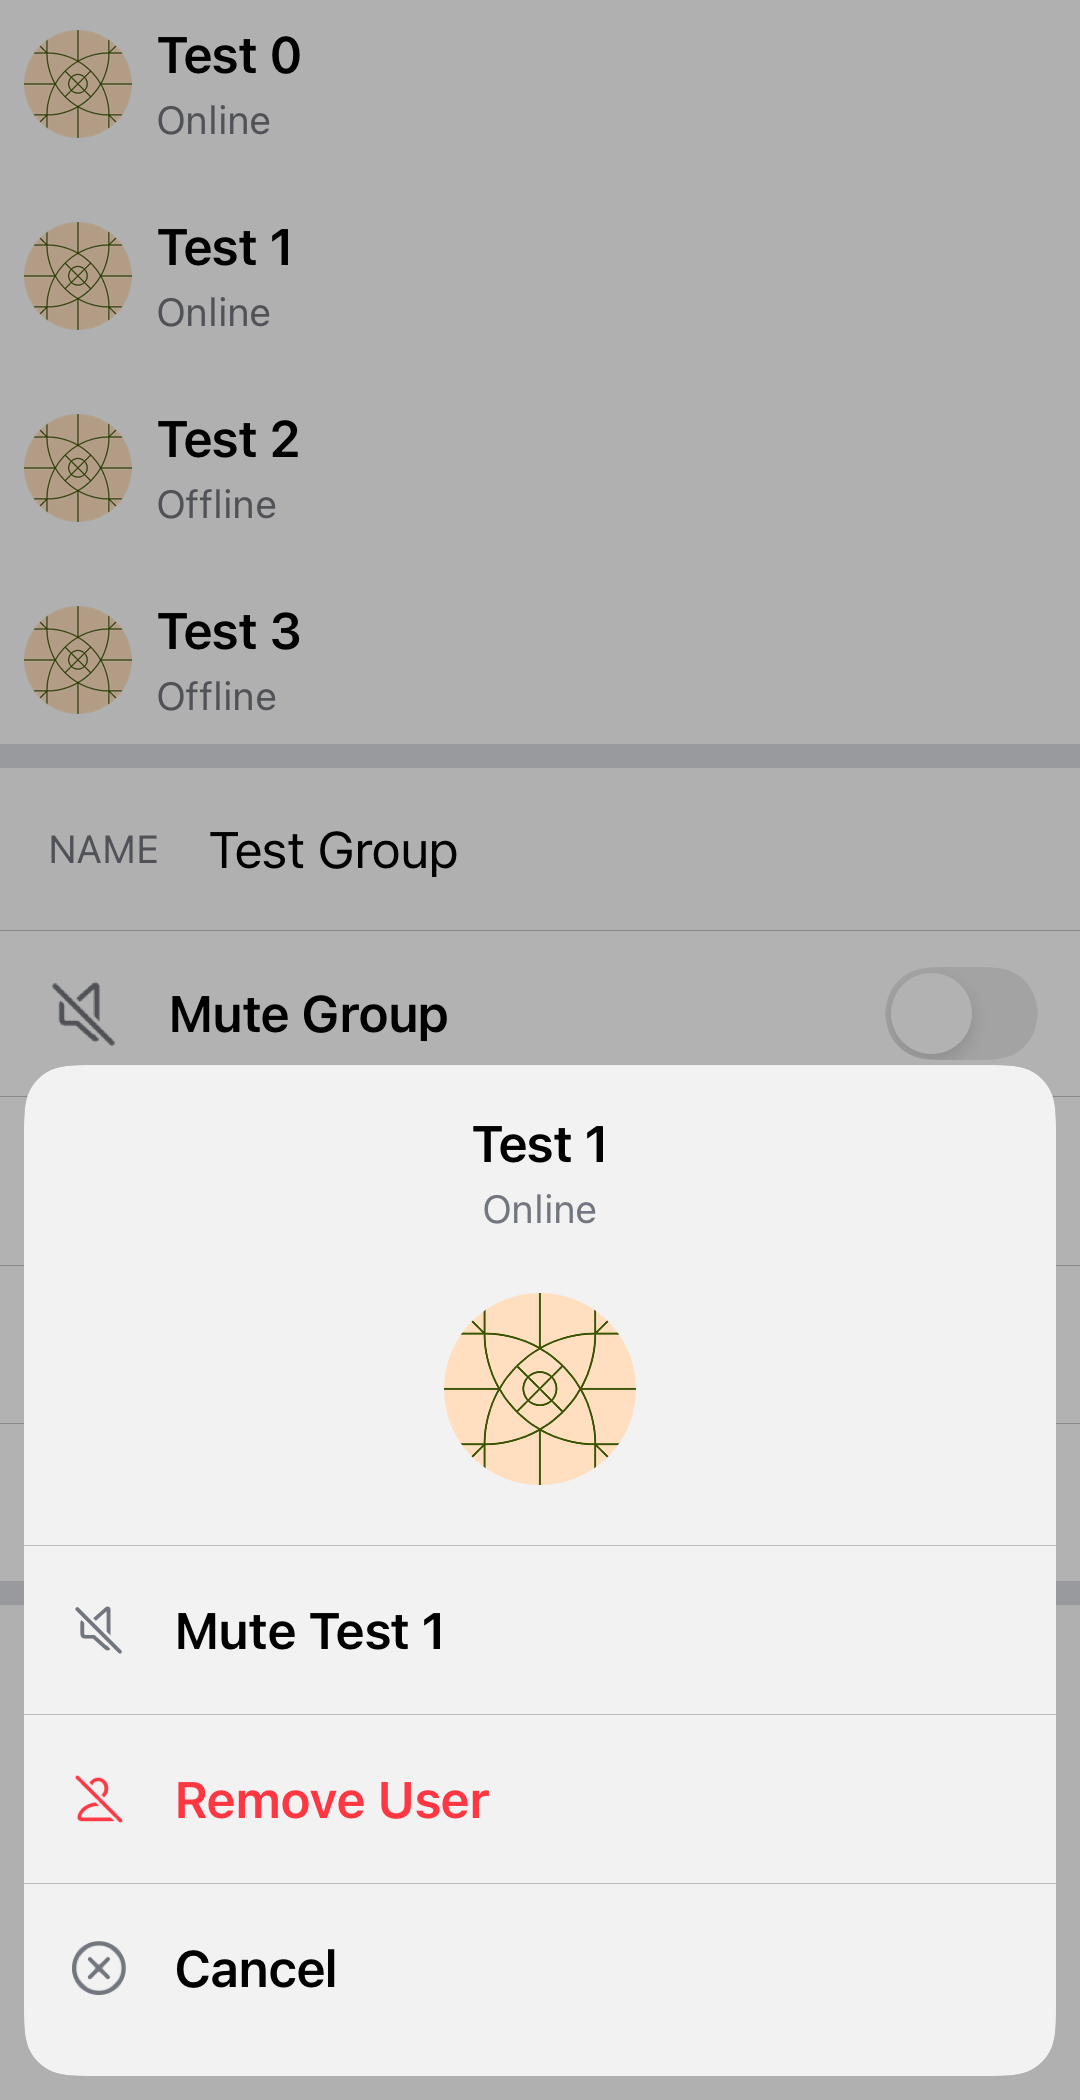 Test 0
Online
Test 1
Online
Test 2
Offline
Test 3
Offline
NAME Test Group
Mute Group
Test 1
Online
Mute Test 1
Remove User
Cancel